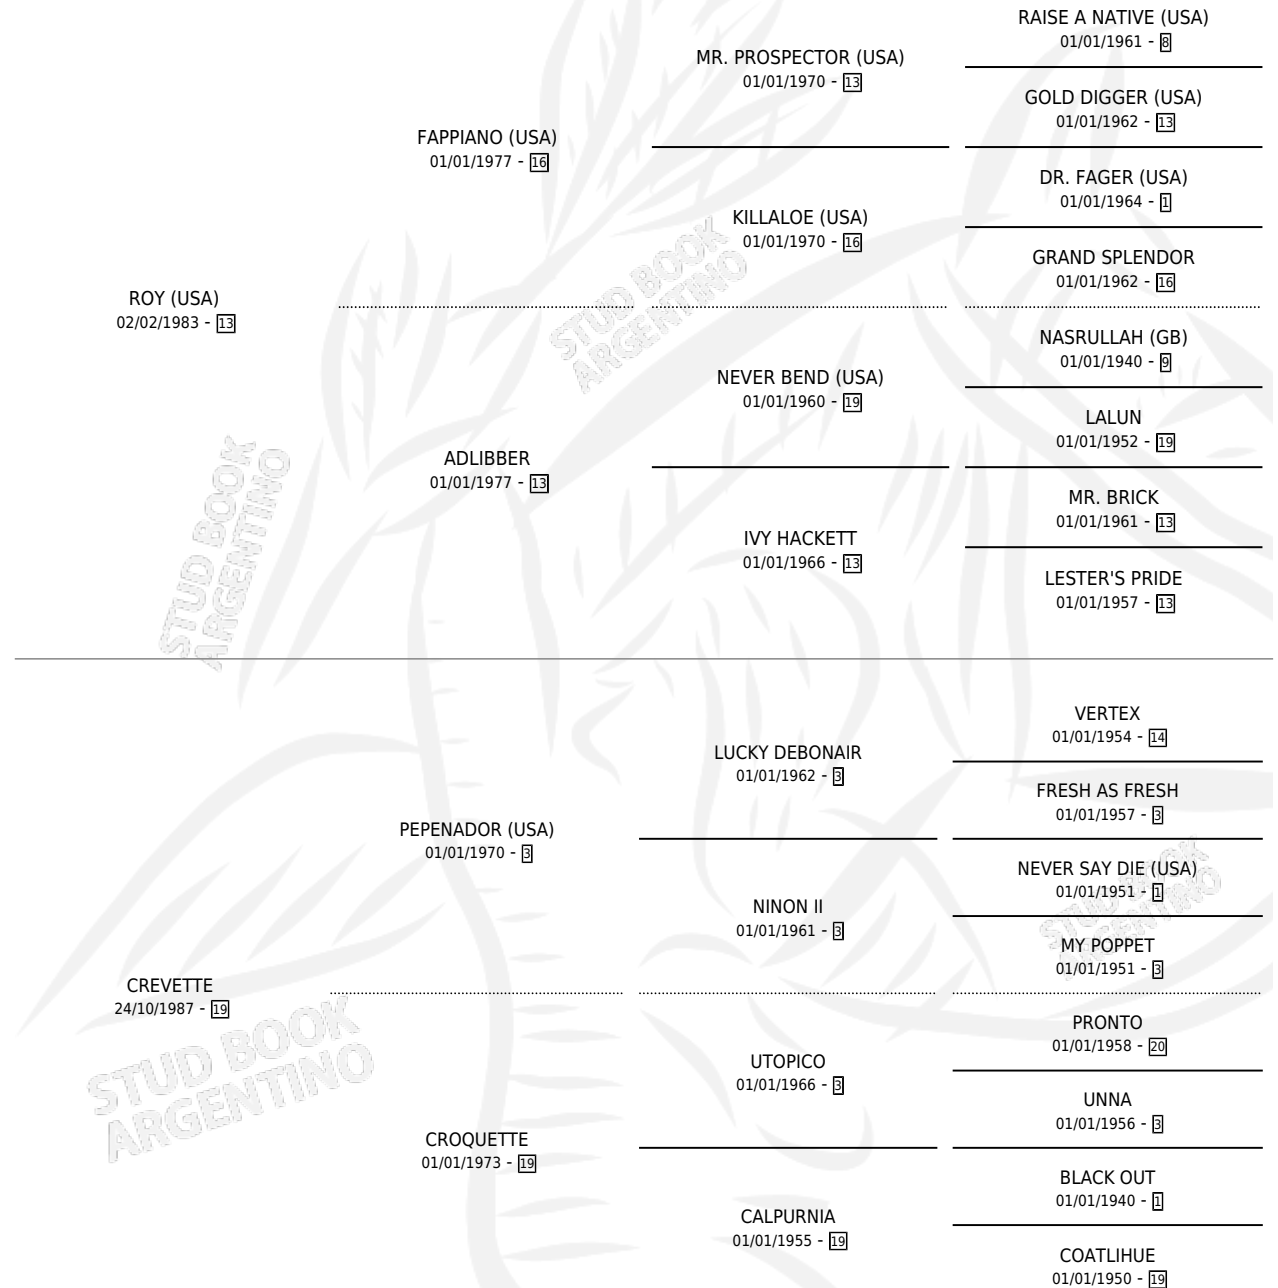 RAISE A NATIVE (USA)
01/01/1961 - 8
MR. PROSPECTOR (USA)
01/01/1970 - 13
GOLD DIGGER (USA)
01/01/1962 - 13
FAPPIANO (USA)
01/01/1977 - 16
DR. FAGER (USA)
01/01/1964 - 1
KILLALOE (USA)
01/01/1970 - 16
GRAND SPLENDOR
01/01/1962 - 16
ROY (USA)
02/02/1983 - 13
STUD BOOK
ARGENTINO
NASRULLAH (GB)
01/01/1940 - 9
NEVER BEND (USA)
01/01/1960 - 19
LALUN
01/01/1952 - 19
ADLIBBER
01/01/1977 - 13
MR. BRICK
01/01/1961 - 13
IVY HACKETT
01/01/1966 - 13
LESTER'S PRIDE
01/01/1957 - 13
STUD BOOK
ARGENTINO
VERTEX
01/01/1954 - 14
LUCKY DEBONAIR
01/01/1962 - 3
FRESH AS FRESH
01/01/1957 - 3
PEPENADOR (USA)
01/01/1970 - 3
NEVER SAY DIE (USA)
01/01/1951 - 1
NINON II
01/01/1961 - 3
MY POPPET
01/01/1951 - 3
STUD BOOK
ARGENTINO
CREVETTE
24/10/1987 - 19
PRONTO
01/01/1958 - 20
UTOPICO
01/01/1966 - 3
UNNA
01/01/1956 - 3
STUD BOOK
ARGENTINO
CROQUETTE
01/01/1973 - 19
BLACK OUT
01/01/1940 - 1
CALPURNIA
01/01/1955 - 19
COATLIHUE
01/01/1950 - 19